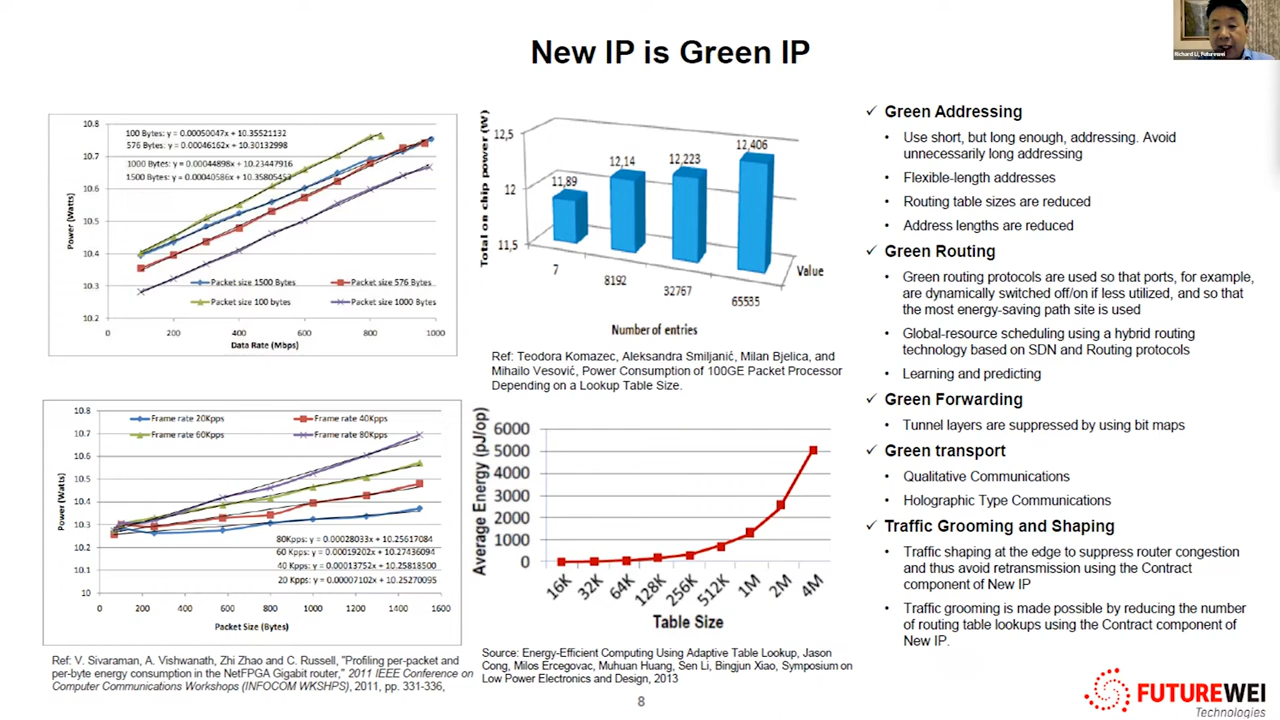 New IP is Green IP
Richard Li, Futurewei
10.8
10.7
10.6
10.5
10.4
10.3
10.2
Power (Watts)
100 Bytes: y = 0.00050047x + 10.35521132
576 Bytes: y = 0.00046162x + 10.30132998
1000 Bytes: y = 0.00044898x + 10.23447916
1500 Bytes: y = 0.00040586x + 10.35805453
Packet size 1500 Bytes
Packet size 576 Bytes
Packet size 100 bytes
Packet size 1000 Bytes
0 200 400 600 800 1000
Data Rate (Mbps)
10.8
10.7
10.6
10.5
10.4
10.3
10.2
10.1
10
Power (Watts)
Frame rate 20Kpps
Frame rate 40Kpps
Frame rate 60Kpps
Frame rate 80Kpps
80Kpps: y = 0.00028033x + 10.25617084
60 Kpps: y = 0.00019202x + 10.27436094
40 Kpps: y = 0.00013752x + 10.25818500
20 Kpps: y = 0.00007102x + 10.25270095
0 200 400 600 800 1000 1200 1400 1600
Packet Size (Bytes)
Ref: V. Sivaraman, A. Vishwanath, Zhi Zhao and C. Russell, "Profiling per-packet and
per-byte energy consumption in the NetFPGA Gigabit router," 2011 IEEE Conference on
Computer Communications Workshops (INFOCOM WKSHPS), 2011, pp. 331-336,
Total on chip power (W)
12,5
12
11,5
11,89
12,14
12,223
12,406
7
8192
32767
65535
Value
Number of entries
Ref: Teodora Komazec, Aleksandra Smiljanić, Milan Bjelica, and
Mihailo Vesović, Power Consumption of 100GE Packet Processor
Depending on a Lookup Table Size.
Average Energy (pJ/op)
6000
5000
4000
3000
2000
1000
0
16K 32K 64K 128K 256K 512K 1M 2M 4M
Table Size
Source: Energy-Efficient Computing Using Adaptive Table Lookup, Jason
Cong, Milos Ercegovac, Muhuan Huang, Sen Li, Bingjun Xiao, Symposium on
Low Power Electronics and Design, 2013
✓ Green Addressing
• Use short, but long enough, addressing. Avoid
unnecessarily long addressing
• Flexible-length addresses
• Routing table sizes are reduced
• Address lengths are reduced
✓ Green Routing
• Green routing protocols are used so that ports, for example,
are dynamically switched off/on if less utilized, and so that
the most energy-saving path site is used
• Global-resource scheduling using a hybrid routing
technology based on SDN and Routing protocols
• Learning and predicting
✓ Green Forwarding
• Tunnel layers are suppressed by using bit maps
✓ Green transport
• Qualitative Communications
• Holographic Type Communications
✓ Traffic Grooming and Shaping
• Traffic shaping at the edge to suppress router congestion
and thus avoid retransmission using the Contract
component of New IP
• Traffic grooming is made possible by reducing the number
of routing table lookups using the Contract component of
New IP.
8
FUTUREWEI
Technologies